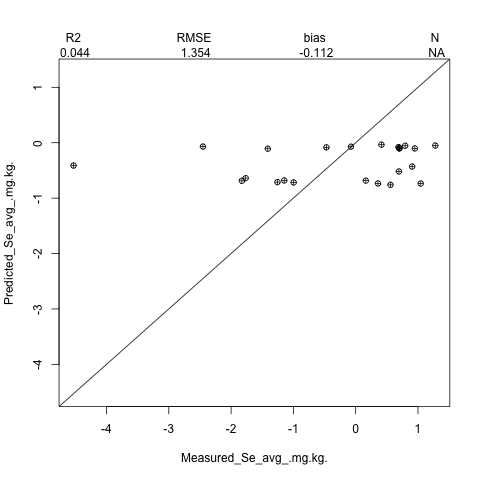 R2 RMSE bias N
0.044 1.354 -0.112 NA
1
0
-1
-2
-3
-4
Predicted_Se_avg_.mg.kg.
-4 -3 -2 -1 0 1
Measured_Se_avg_.mg.kg.